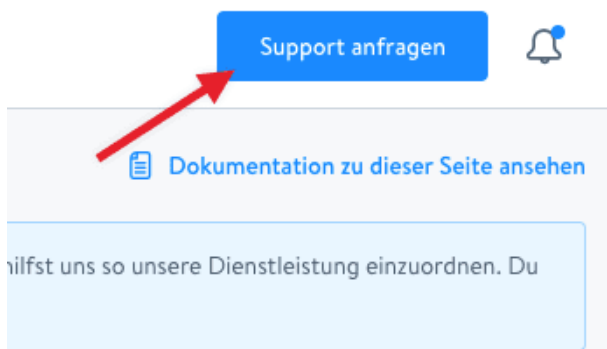 Support anfragen
Dokumentation zu dieser Seite ansehen
hilfst uns so unsere Dienstleistung einzuordnen. Du